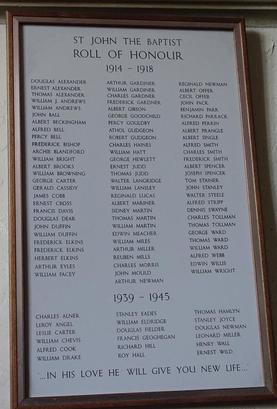 ST JOHN THE BAPTIST
ROLL OF HONOUR
1914 - 1918
DOUGLAS ALEXANDER
ERNEST ALEXANDER
THOMAS ALEXANDER
WILLIAM J. ANDREWS
WILLIAM ANDREWS
JOHN BALL
ALBERT BECKINGHAM
ALFRED BELL
PERCY BELL
FREDERICK BISHOP
ARCHIE BLANDFORD
WILLIAM BRIGHT
ALBERT BROOKS
WILLIAM BROWNING
GEORGE CARTER
GERALD CASSIDY
JAMES COBB
ERNEST CROSS
FRANCIS DAVIS
DOUGLAS DEAR
JOHN DUFFIN
WILLIAM DUFFIN
FREDERICK ELKINS
FREDERICK ELKINS
HERBERT ELKINS
ARTHUR EYLES
WILLIAM FACEY
ARTHUR GARDINER
WILLIAM GARDINER
CHARLES GARDNER
FREDERICK GARDNER
ALBERT GIBSON
GEORGE GOODCHILD
PERCY GOULDBY
ATHOL GUDGEON
ROBERT GUDGEON
CHARLES HAINES
WILLIAM HATT
GEORGE HEWLETT
ERNEST JUDD
THOMAS JUDD
WALTER LANGRIDGE
WILLIAM LANSLEY
REGINALD LUCAS
ALBERT MARINER
SIDNEY MARTIN
THOMAS MARTIN
WILLIAM MARTIN
EDWIN MEACHER
WILLIAM MILES
ARTHUR MILLER
REUBEN MILLS
CHARLES MORRIS
JOHN MOULD
ARTHUR NEWMAN
REGINALD NEWMAN
ALBERT OFFER
CECIL OFFER
JOHN PACK
BENJAMIN PARR
RICHARD PARRACK
ALFRED PERRIN
ALBERT PRANGLE
ALBERT SINGLE
ALFRED SMITH
CHARLES SMITH
FREDERICK SMITH
ALBERT SPENCER
JOSEPH SPENCER
TOM STAINER
JOHN STANLEY
WALTER STEELE
ALFRED STRIPP
DENNIS SWAYNE
CHARLES TOLLMAN
THOMAS TOLLMAN
GEORGE WARD
THOMAS WARD
WILLIAM WARD
ALFRED WEBB
EDWIN WILLIS
WILLIAM WRIGHT
1939 - 1945
CHARLES ALNER
LEROY ANGEL
LESLIE CARTER
WILLIAM CHEVIS
ALFRED COOK
WILLIAM DRAKE
STANLEY EADES
WILLIAM ELDRIDGE
DOUGLAS FIELDER
FRANCIS GEOGHEGAN
RICHARD HILL
ROY HALL
THOMAS HAMLYN
STANLEY JOYCE
DOUGLAS NEWMAN
LEONARD MILLER
HENRY WALL
ERNEST WILD
"...IN HIS LOVE HE WILL GIVE YOU NEW LIFE..."